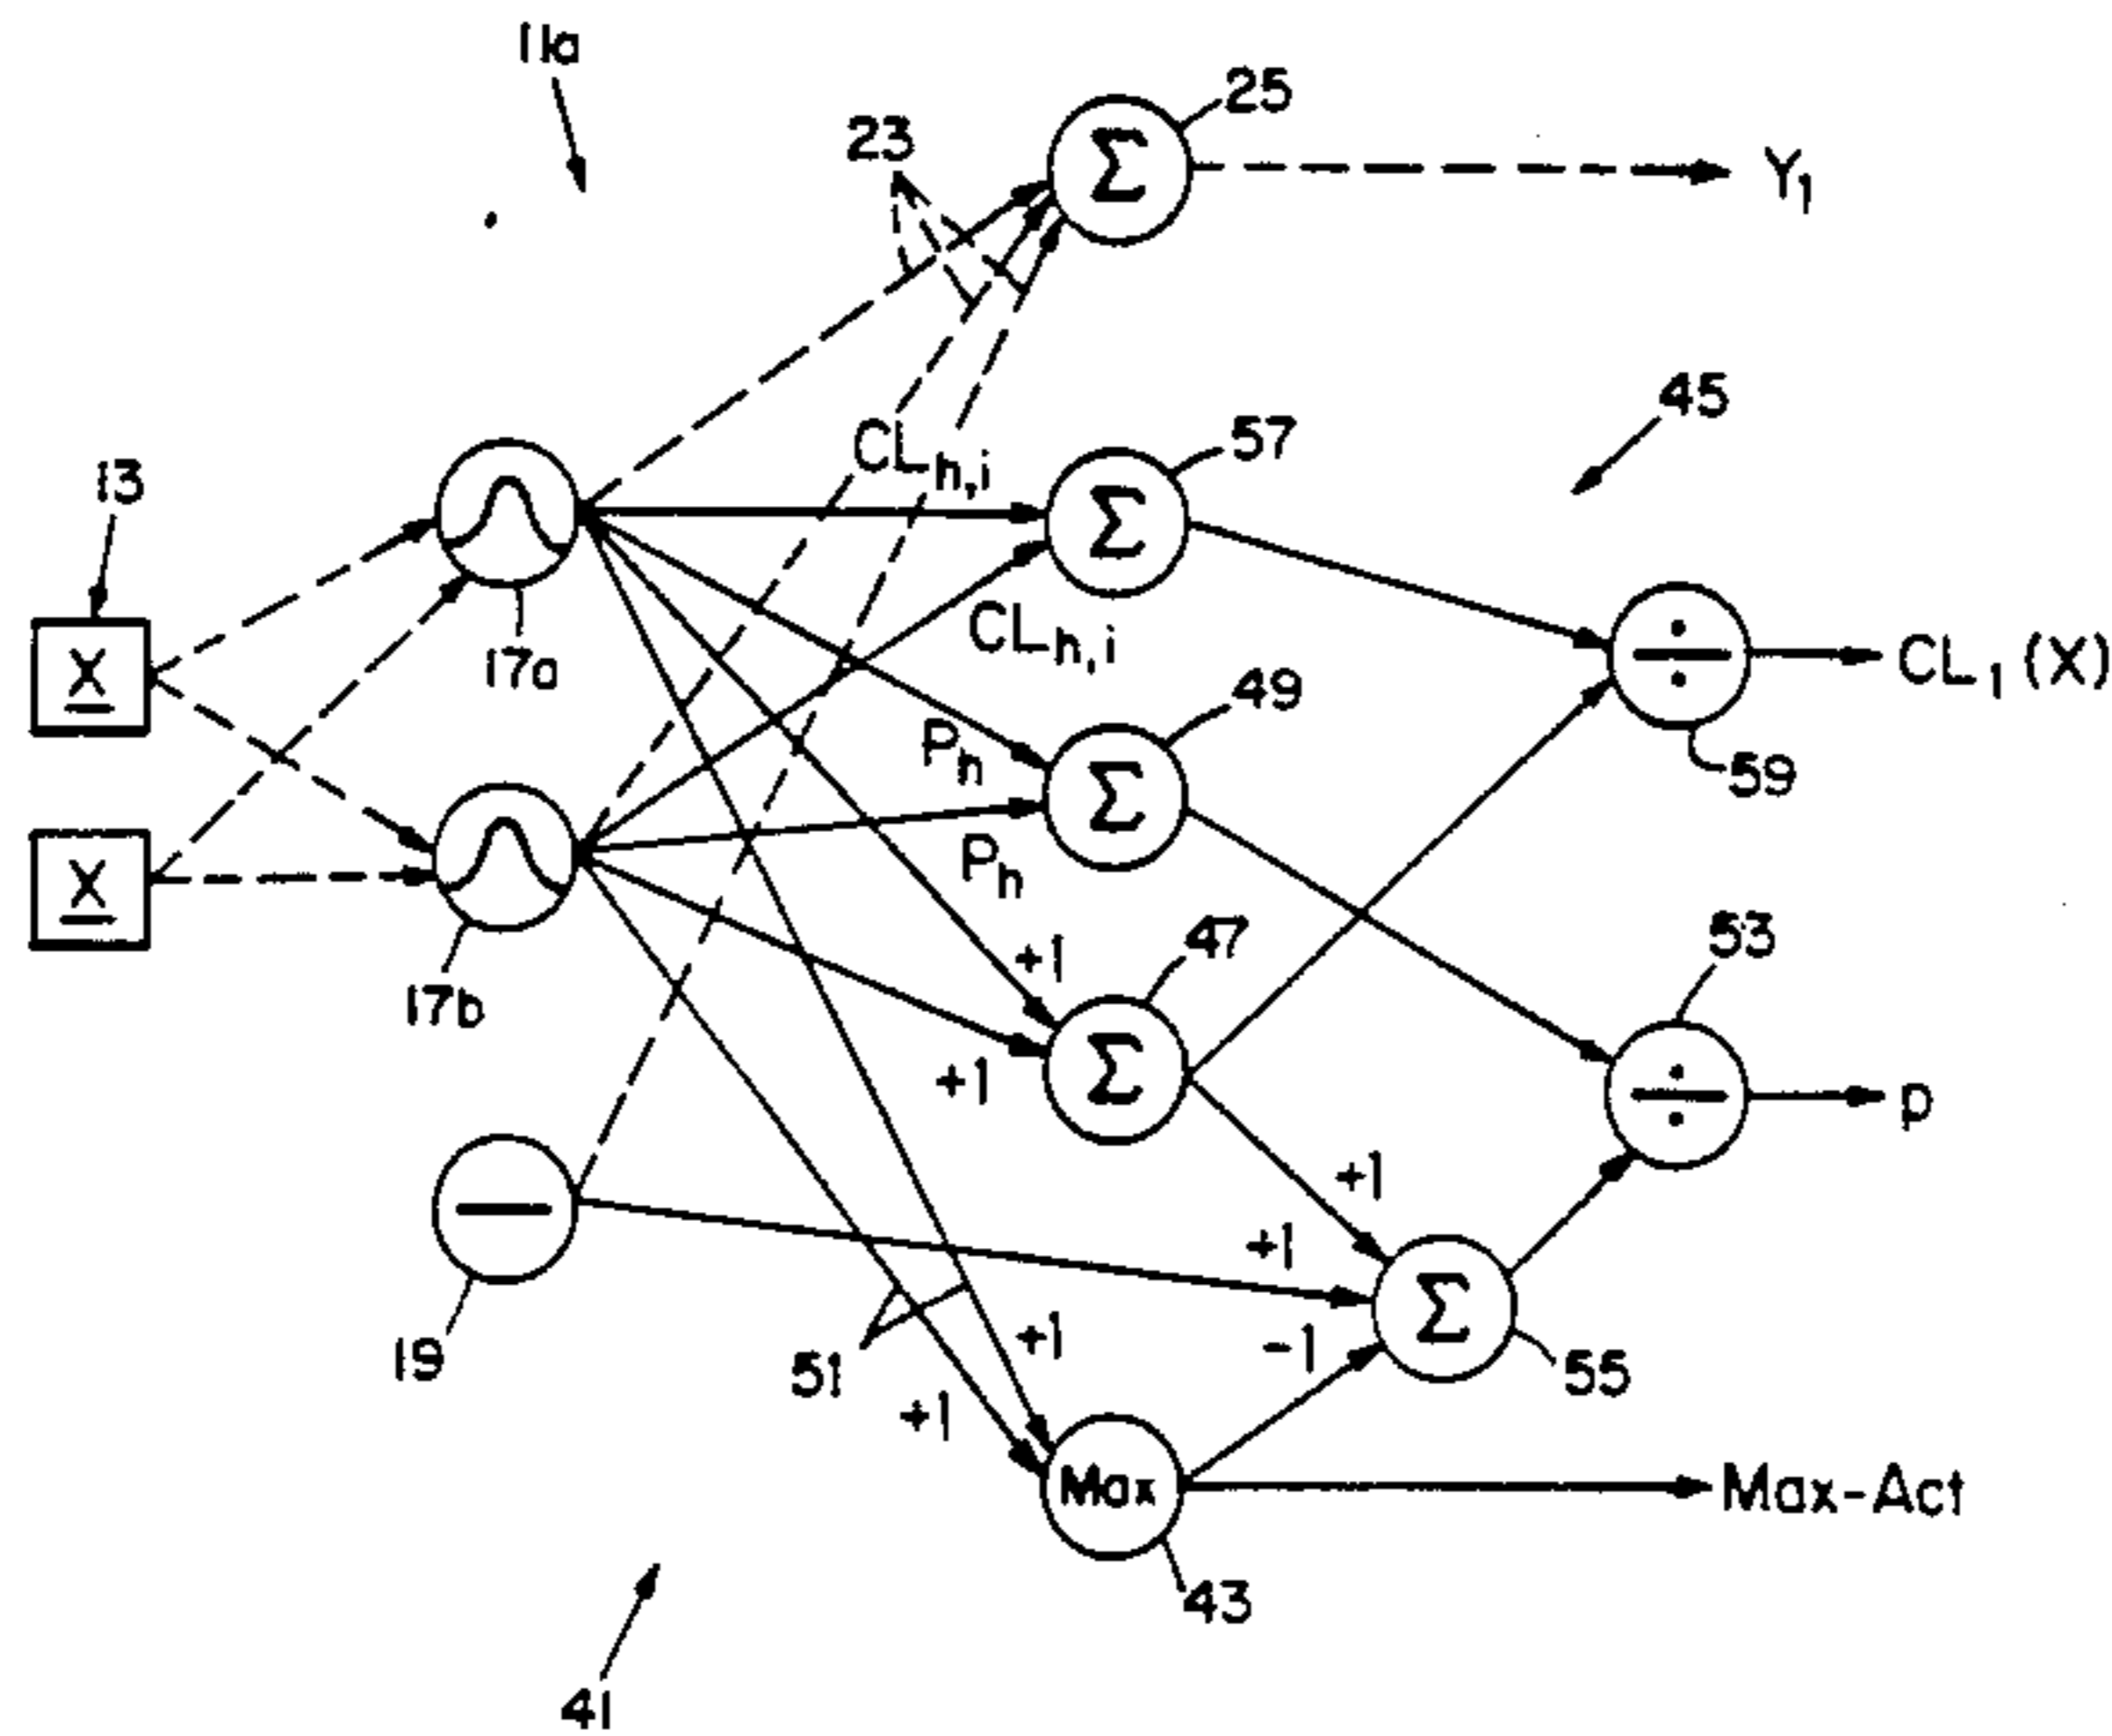 11a
23
25
Σ
Y1
CLh,i
57
Σ
45
13
X
17a
CLh,i
49
÷
CL1 (X)
59
Ph
Σ
X
Ph
17b
+1
47
53
+1
Σ
÷
p
+1
19
+1
51
+1
-1
Σ
55
+1
Max
Max-Act
43
41